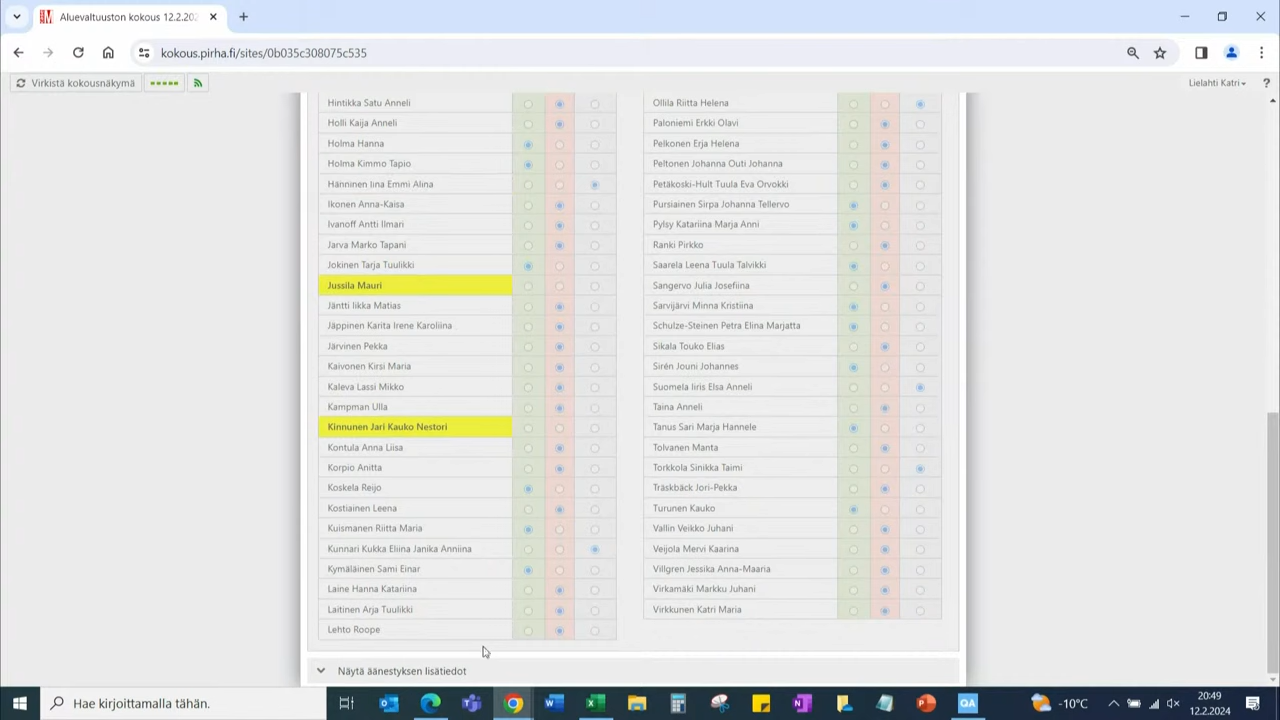 Aluevaltuuston kokous 12.2.202
kokous.pirha.fi/sites/0b035c308075c535
Virkistä kokousnäkymä
Lielahti Katri
?
Hintikka Satu Anneli
Holli Kaija Anneli
Holma Hanna
Holma Kimmo Tapio
Hänninen Iina Emmi Alina
Ikonen Anna-Kaisa
Ivanoff Antti Ilmari
Jarva Marko Tapani
Jokinen Tarja Tuulikki
Jussila Mauri
Jäntti Iikka Matias
Jäppinen Karita Irene Karoliina
Järvinen Pekka
Kaivonen Kirsi Maria
Kaleva Lassi Mikko
Kampman Ulla
Kinnunen Jari Kauko Nestori
Kontula Anna Liisa
Korpio Anitta
Koskela Reijo
Kostiainen Leena
Kuismanen Riitta Maria
Kunnari Kukka Eliina Janika Anniina
Kymäläinen Sami Einar
Laine Hanna Katariina
Laitinen Arja Tuulikki
Lehto Roope
Ollila Riitta Helena
Paloniemi Erkki Olavi
Pelkonen Erja Helena
Peltonen Johanna Outi Johanna
Petäkoski-Hult Tuula Eva Orvokki
Pursiainen Sirpa Johanna Tellervo
Pylsy Katariina Marja Anni
Ranki Pirkko
Saarela Leena Tuula Talvikki
Sangervo Julia Josefiina
Sarvijärvi Minna Kristiina
Schulze-Steinen Petra Elina Marjatta
Sikala Touko Elias
Sirén Jouni Johannes
Suomela Iiris Elsa Anneli
Taina Anneli
Tanus Sari Marja Hannele
Tolvanen Manta
Torkkola Sinikka Taimi
Träskbäck Jori-Pekka
Turunen Kauko
Vallin Veikko Juhani
Veijola Mervi Kaarina
Villgren Jessika Anna-Maaria
Virkamäki Markku Juhani
Virkkunen Katri Maria
Näytä äänestyksen lisätiedot
Hae kirjoittamalla tähän.
QA
-10°C
20:49
12.2.2024